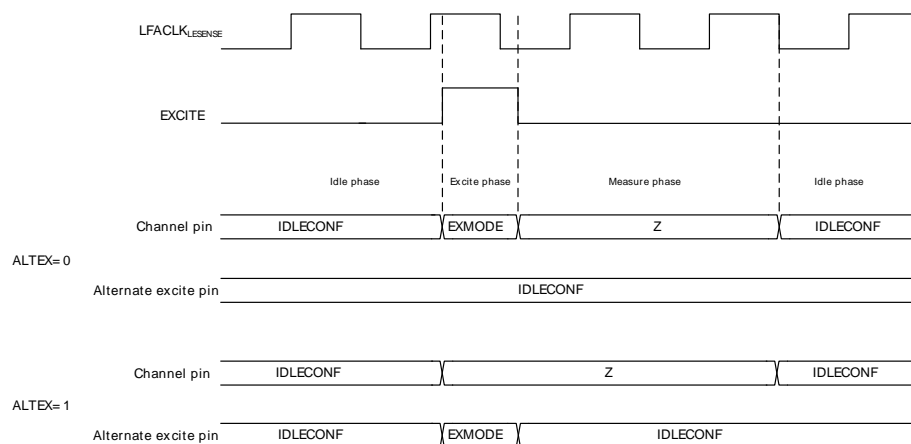 LFACLKLESENSE
EXCITE
Idle phase Excite phase Measure phase Idle phase
Channel pin IDLECONF EXMODE Z IDLECONF
ALTEX= 0
Alternate excite pin IDLECONF
Channel pin IDLECONF Z IDLECONF
ALTEX= 1
Alternate excite pin IDLECONF EXMODE IDLECONF